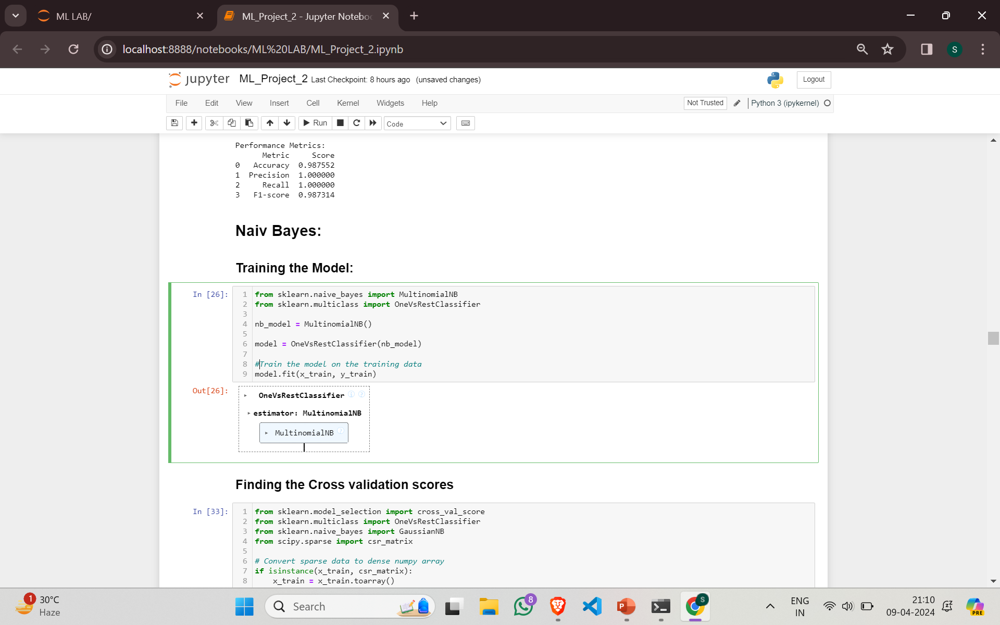 ML LAB/
ML_Project_2 - Jupyter Notebo
localhost:8888/notebooks/ML%20LAB/ML_Project_2.ipynb
S
jupyter ML_Project_2 Last Checkpoint: 8 hours ago (unsaved changes)
Logout
File Edit View Insert Cell Kernel Widgets Help
Not Trusted Python 3 (ipykernel)
Run Code
Performance Metrics:
Metric Score
0 Accuracy 0.987552
1 Precision 1.000000
2 Recall 1.000000
3 F1-score 0.987314
Naiv Bayes:
Training the Model:
In [26]:
1 from sklearn.naive_bayes import MultinomialNB
2 from sklearn.multiclass import OneVsRestClassifier
3
4 nb_model = MultinomialNB()
5
6 model = OneVsRestClassifier(nb_model)
7
8 #Train the model on the training data
9 model.fit(x_train, y_train)
Out[26]:
OneVsRestClassifier
estimator: MultinomialNB
MultinomialNB
Finding the Cross validation scores
In [33]:
1 from sklearn.model_selection import cross_val_score
2 from sklearn.multiclass import OneVsRestClassifier
3 from sklearn.naive_bayes import GaussianNB
4 from scipy.sparse import csr_matrix
5
6 # Convert sparse data to dense numpy array
7 if isinstance(x_train, csr_matrix):
8 x_train = x_train.toarray()
1
30°C
Haze
Search
8
P
S
ENG
IN
21:10
09-04-2024
PRE